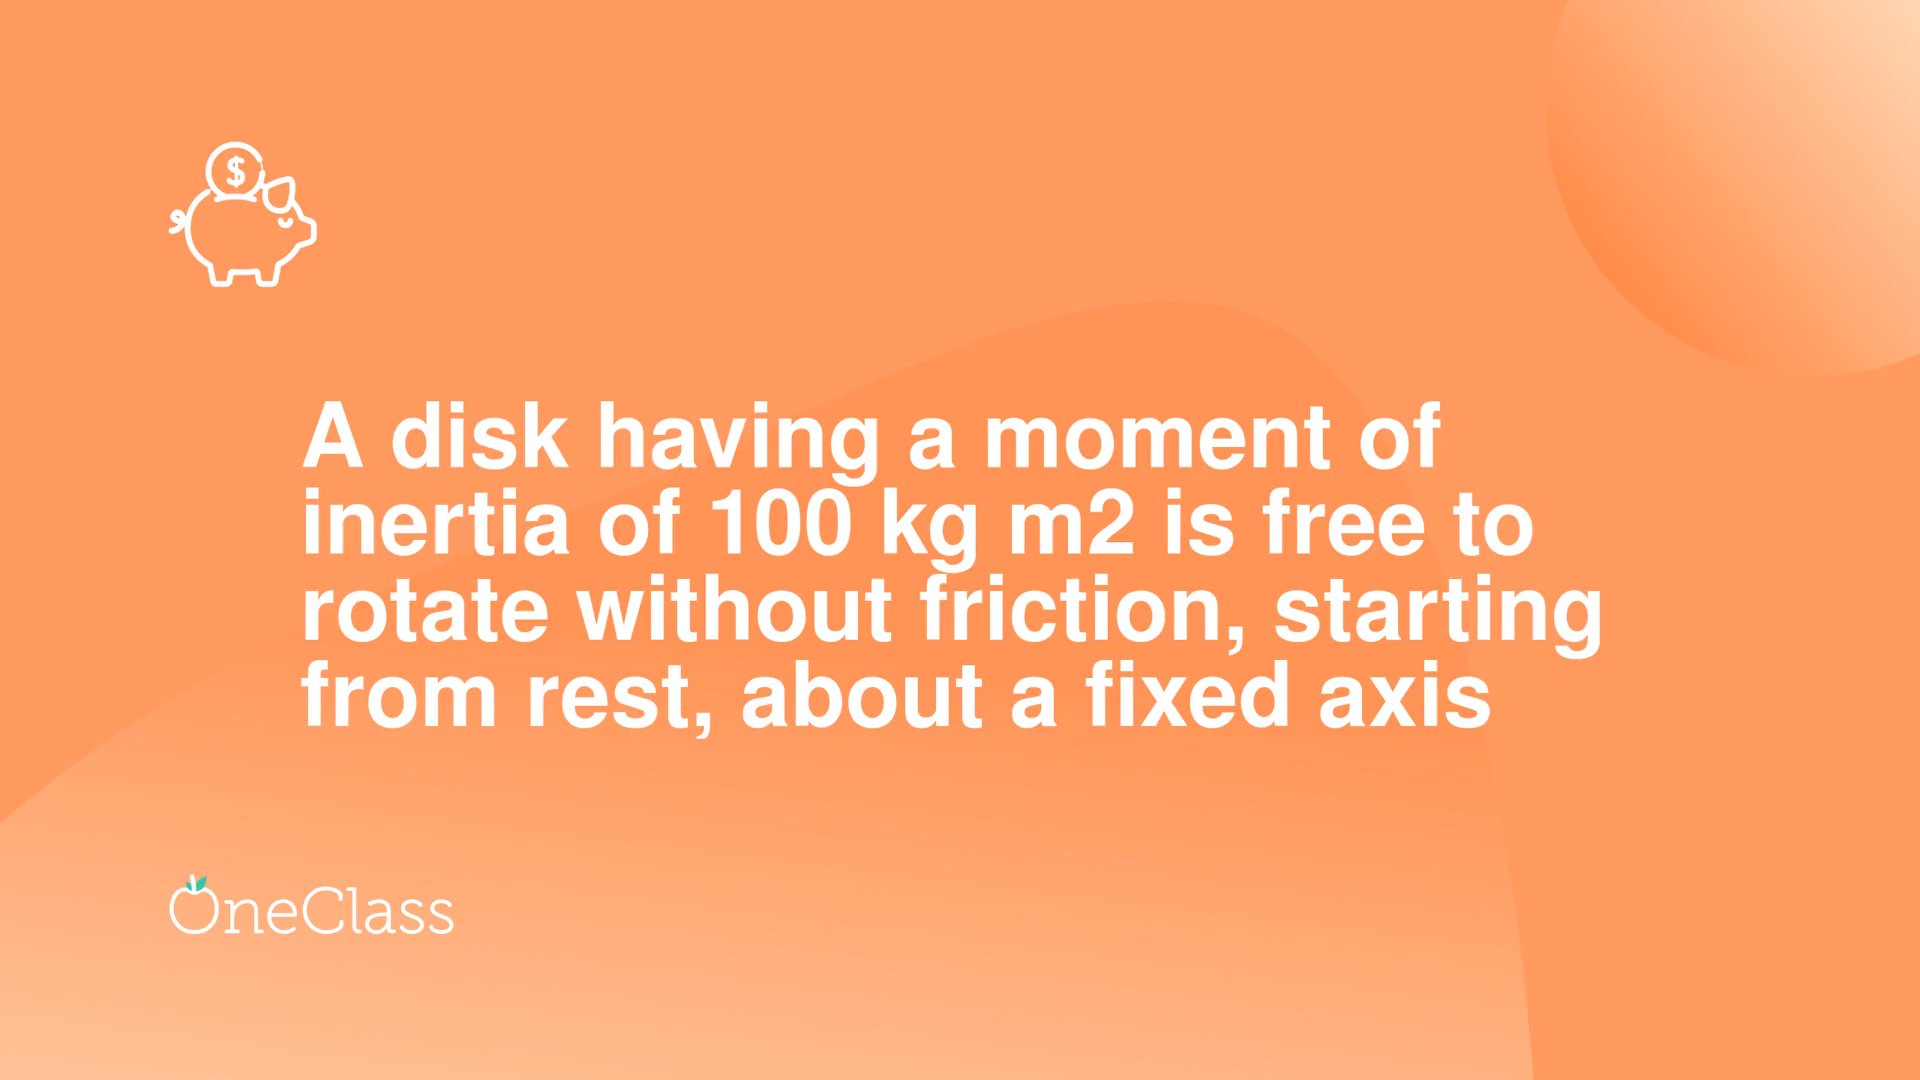 $
A disk having a moment of
inertia of 100 kg m2 is free to
rotate without friction, starting
from rest, about a fixed axis
OneClass